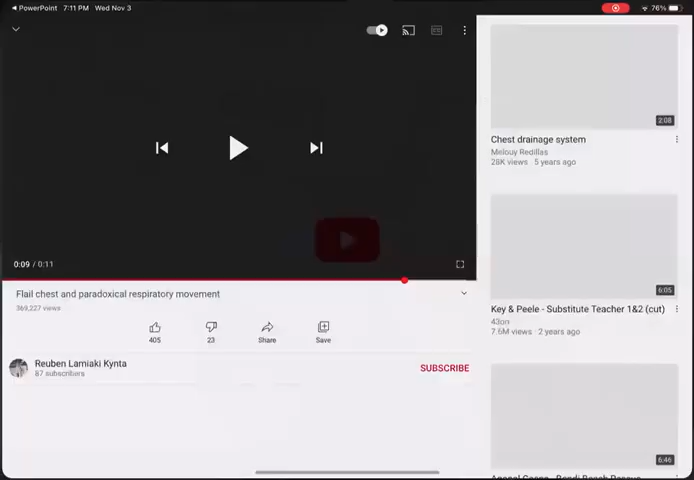 PowerPoint 7:11 PM Wed Nov 3
76%
0:09 / 0:11
Flail chest and paradoxical respiratory movement
369,227 views
405
23
Share
Save
Reuben Lamiaki Kynta
87 subscribers
SUBSCRIBE
2:08
Chest drainage system
Melouy Redillas
28K views · 5 years ago
6:05
Key & Peele - Substitute Teacher 1&2 (cut)
43on
7.6M views · 2 years ago
6:46